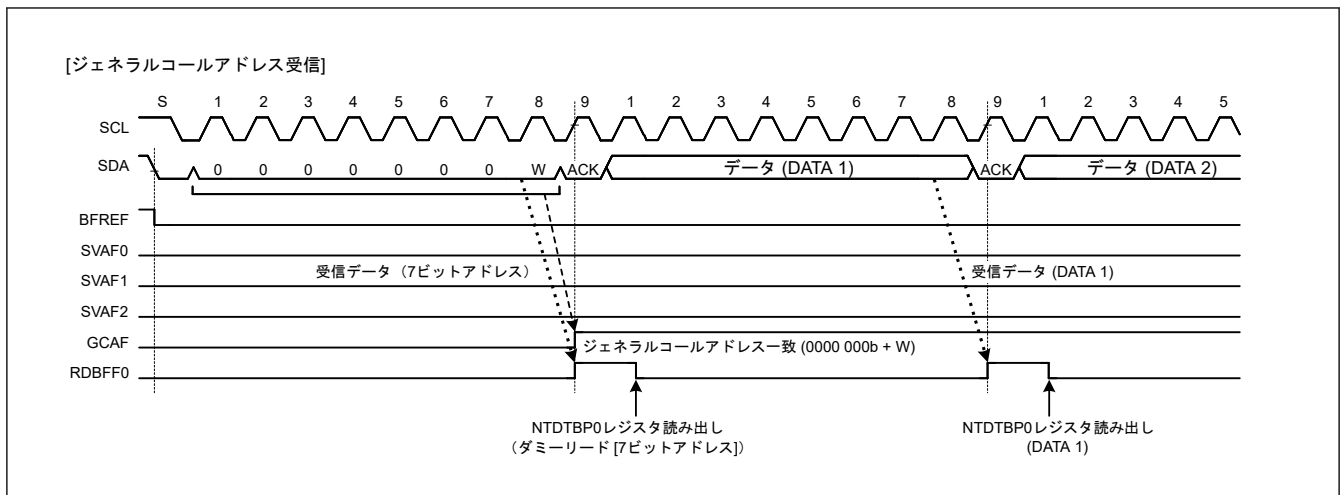 [ジェネラルコールアドレス受信]
S 1 2 3 4 5 6 7 8 9 1 2 3 4 5 6 7 8 9 1 2 3 4 5
SCL
SDA 0 0 0 0 0 0 0 W ACK データ (DATA 1) ACK データ (DATA 2)
BFREF
SVAF0
受信データ（7ビットアドレス） 受信データ (DATA 1)
SVAF1
SVAF2
GCAF
ジェネラルコールアドレス一致 (0000 000b + W)
RDBFF0
NTDTBP0レジスタ読み出し
（ダミーリード [7ビットアドレス]）
NTDTBP0レジスタ読み出し
(DATA 1)